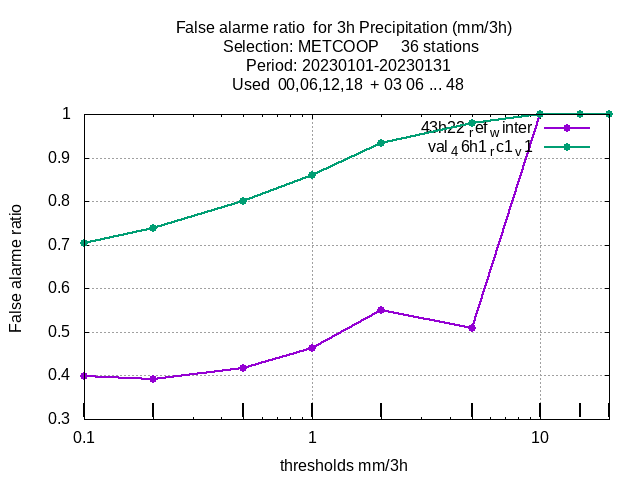 False alarme ratio  for 3h Precipitation (mm/3h)
Selection: METCOOP     36 stations
Period: 20230101-20230131
Used  00,06,12,18  + 03 06 ... 48
43h22refwinter
val46h1rc1v1
1
0.9
0.8
0.7
0.6
0.5
0.4
0.3
False alarme ratio
0.1 1 10
thresholds mm/3h